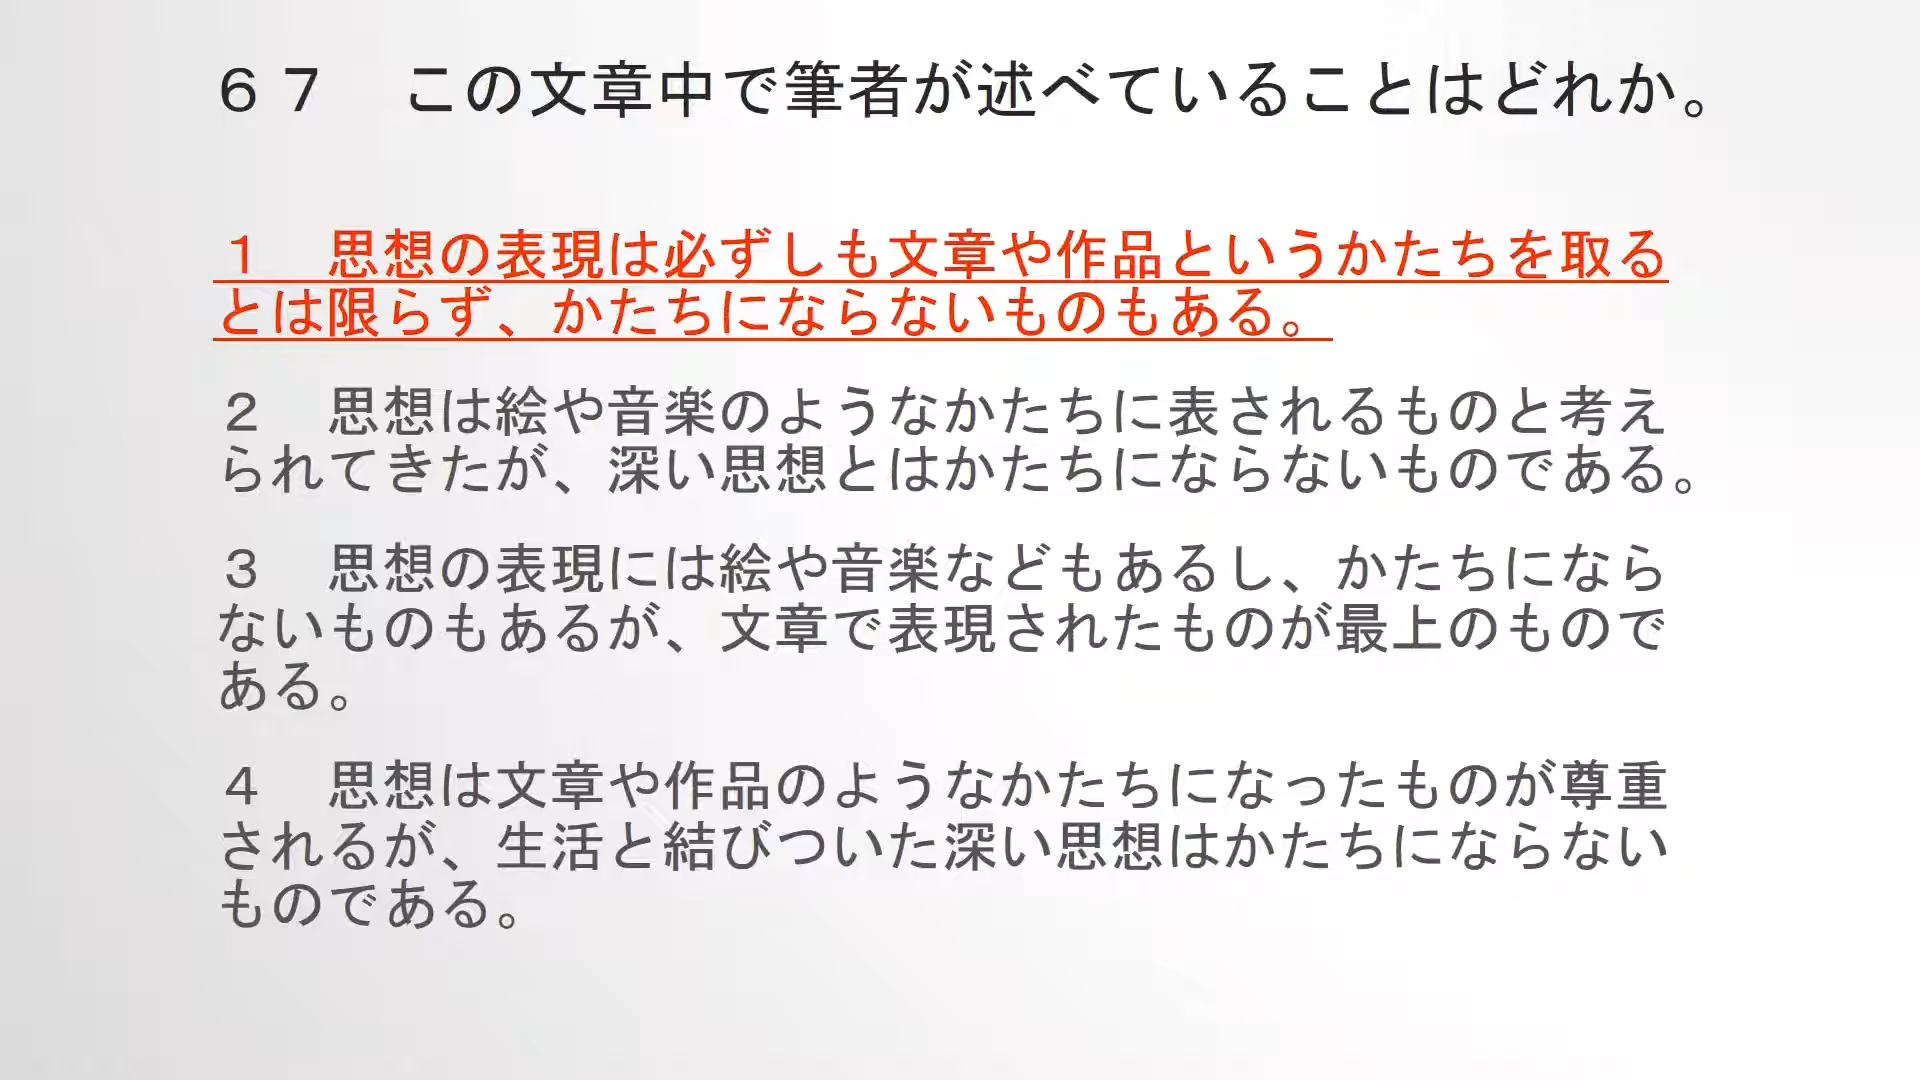 ６７　この文章中で筆者が述べていることはどれか。
１　思想の表現は必ずしも文章や作品というかたちを取る
とは限らず、かたちにならないものもある。
２　思想は絵や音楽のようなかたちに表されるものと考え
られてきたが、深い思想とはかたちにならないものである。
３　思想の表現には絵や音楽などもあるし、かたちになら
ないものもあるが、文章で表現されたものが最上のもので
ある。
４　思想は文章や作品のようなかたちになったものが尊重
されるが、生活と結びついた深い思想はかたちにならない
ものである。